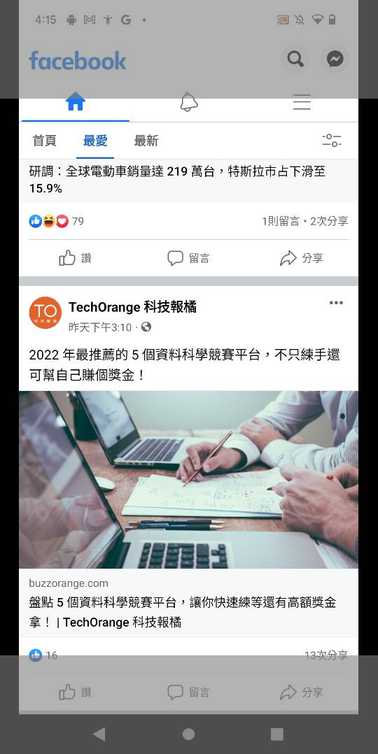 4:15
facebook
首頁 最愛 最新
研調：全球電動車銷量達 219 萬台，特斯拉市占下滑至
15.9%
79 1則留言・2次分享
讚 留言 分享
TO
TechOrange 科技報橘
昨天下午3:10
2022 年最推薦的 5 個資料科學競賽平台，不只練手還
可幫自己賺個獎金！
buzzorange.com
盤點 5 個資料科學競賽平台，讓你快速練等還有高額獎金
拿！ | TechOrange 科技報橘
16 13次分享
讚 留言 分享